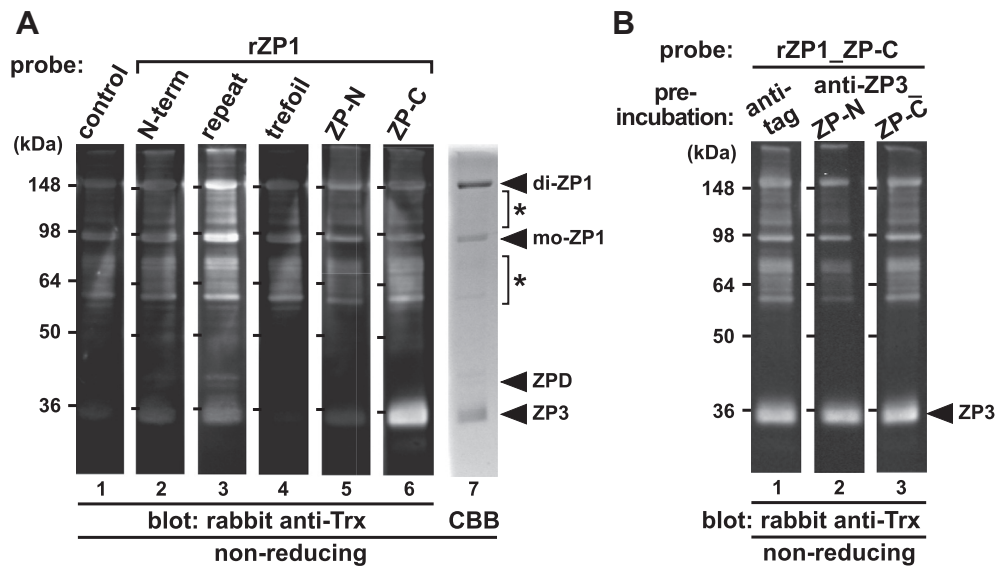 A
rZP1
probe:
control
N-term
repeat
trefoil
ZP-N
ZP-C
(kDa)
148
98
64
50
36
di-ZP1
*
mo-ZP1
*
ZPD
ZP3
1 2 3 4 5 6 7
blot: rabbit anti-Trx CBB
non-reducing
B
probe: rZP1_ZP-C
pre-incubation:
anti-tag
anti-ZP3_
ZP-N
ZP-C
(kDa)
148
98
64
50
36
ZP3
1 2 3
blot: rabbit anti-Trx
non-reducing